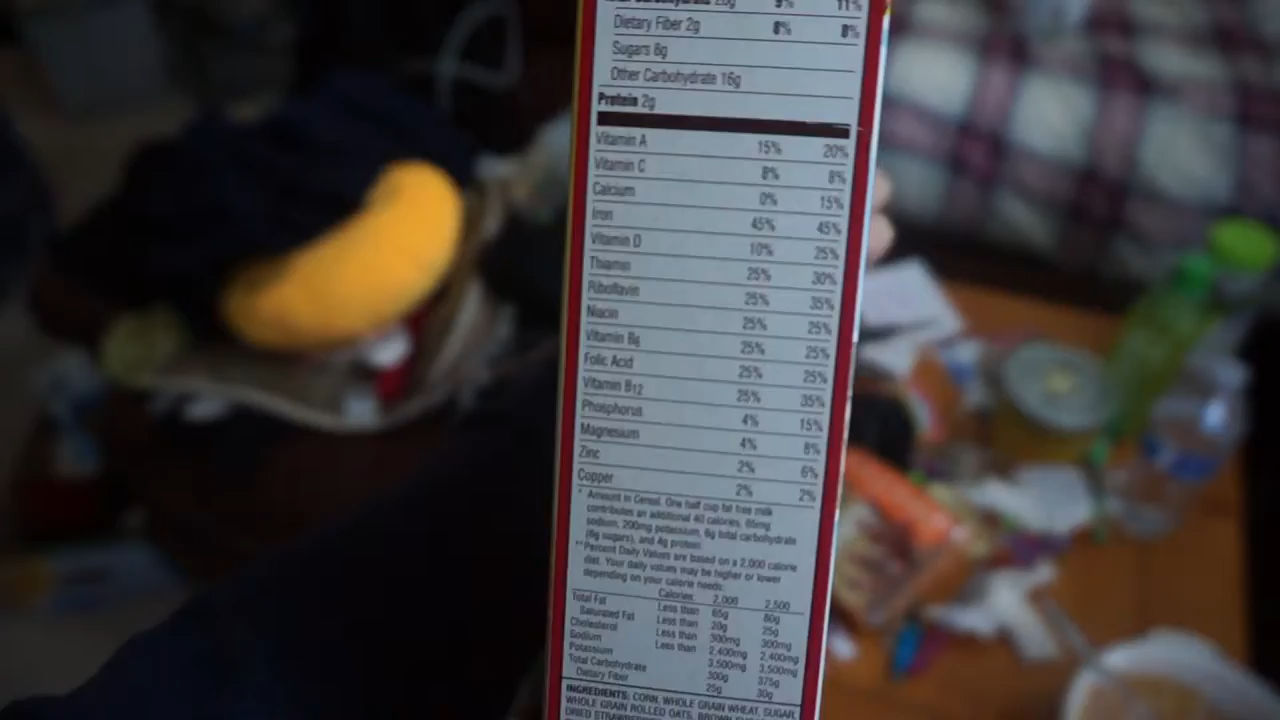 Total Carbohydrate 26g 9% 11%
Dietary Fiber 2g 8% 8%
Sugars 8g
Other Carbohydrate 16g
Protein 2g
Vitamin A 15% 20%
Vitamin C 8% 8%
Calcium 0% 15%
Iron 45% 45%
Vitamin D 10% 25%
Thiamin 25% 30%
Riboflavin 25% 35%
Niacin 25% 25%
Vitamin B6 25% 25%
Folic Acid 25% 25%
Vitamin B12 25% 35%
Phosphorus 4% 15%
Magnesium 4% 8%
Zinc 2% 6%
Copper 2% 2%
* Amount in Cereal. One half cup fat free milk
contributes an additional 40 calories, 65mg
sodium, 200mg potassium, 6g total carbohydrate
(6g sugars), and 4g protein.
**Percent Daily Values are based on a 2,000 calorie
diet. Your daily values may be higher or lower
depending on your calorie needs:
Calories: 2,000 2,500
Total Fat Less than 65g 80g
Saturated Fat Less than 20g 25g
Cholesterol Less than 300mg 300mg
Sodium Less than 2,400mg 2,400mg
Potassium 3,500mg 3,500mg
Total Carbohydrate 300g 375g
Dietary Fiber 25g 30g
INGREDIENTS: CORN, WHOLE GRAIN WHEAT, SUGAR,
WHOLE GRAIN ROLLED OATS, BROWN
DRIED